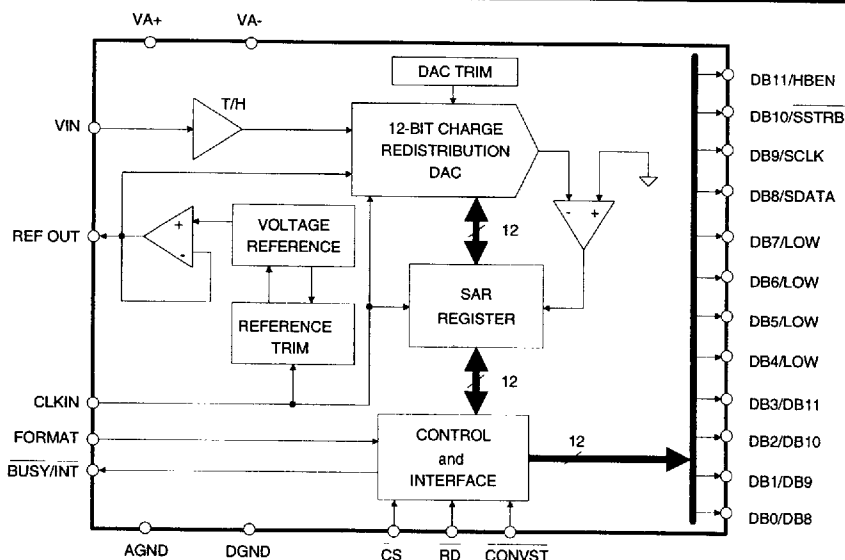 VA+
VA-
DAC TRIM
T/H
VIN
12-BIT CHARGE
REDISTRIBUTION
DAC
REF OUT
+
-
VOLTAGE
REFERENCE
REFERENCE
TRIM
12
-
+
SAR
REGISTER
12
CLKIN
FORMAT
BUSY/INT
CONTROL
and
INTERFACE
12
DB11/HBEN
DB10/SSTRB
DB9/SCLK
DB8/SDATA
DB7/LOW
DB6/LOW
DB5/LOW
DB4/LOW
DB3/DB11
DB2/DB10
DB1/DB9
DB0/DB8
AGND
DGND
CS
RD
CONVST